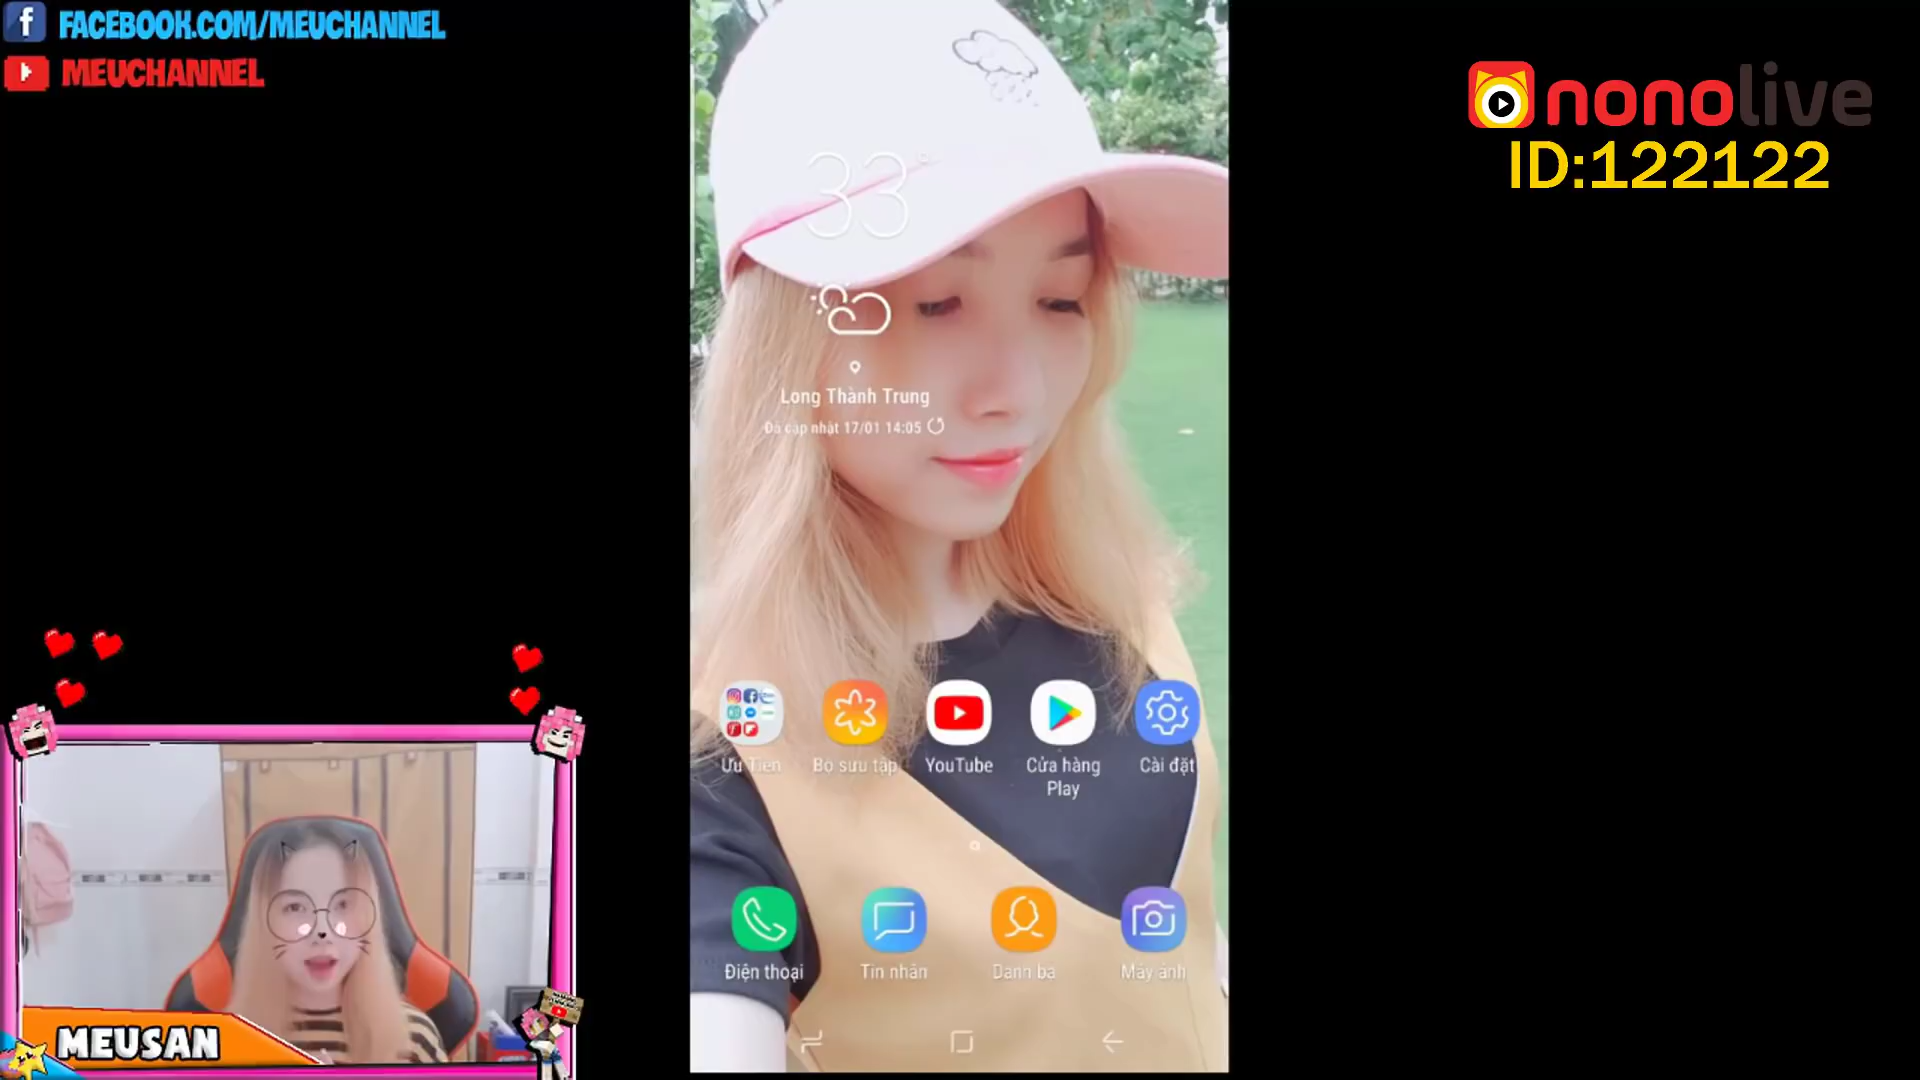 FACEBOOK.COM/MEUCHANNEL
MEUCHANNEL
nonolive
ID:122122
33°
Long Thành Trung
Đã cập nhật 17/01 14:05
Ưu Tiên
Bộ sưu tập
YouTube
Cửa hàng
Play
Cài đặt
Điện thoại
Tin nhắn
Danh bạ
Máy ảnh
MEUSAN